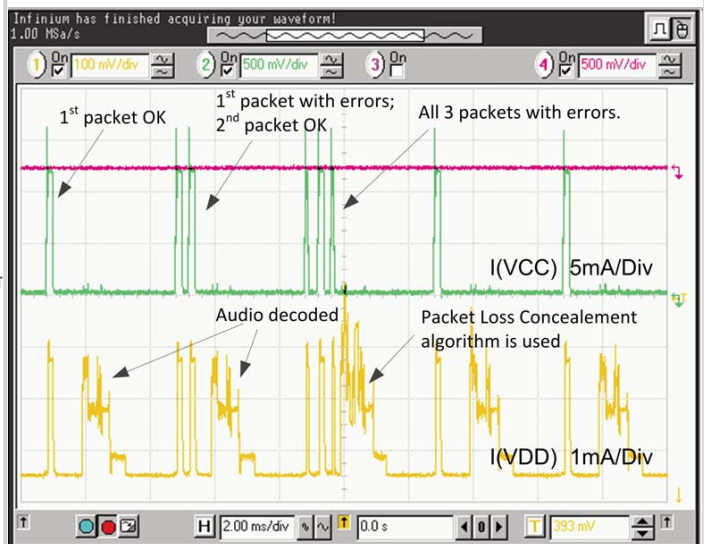 Infinium has finished acquiring your waveform!
1.00 MSa/s
1 On 100 mV/div 2 On 500 mV/div 3 On 4 On 500 mV/div
1st packet OK
1st packet with errors;
2nd packet OK
All 3 packets with errors.
I(VCC) 5mA/Div
Audio decoded
Packet Loss Concealement
algorithm is used
I(VDD) 1mA/Div
H 2.00 ms/div 0.0 s 0 T 393 mV